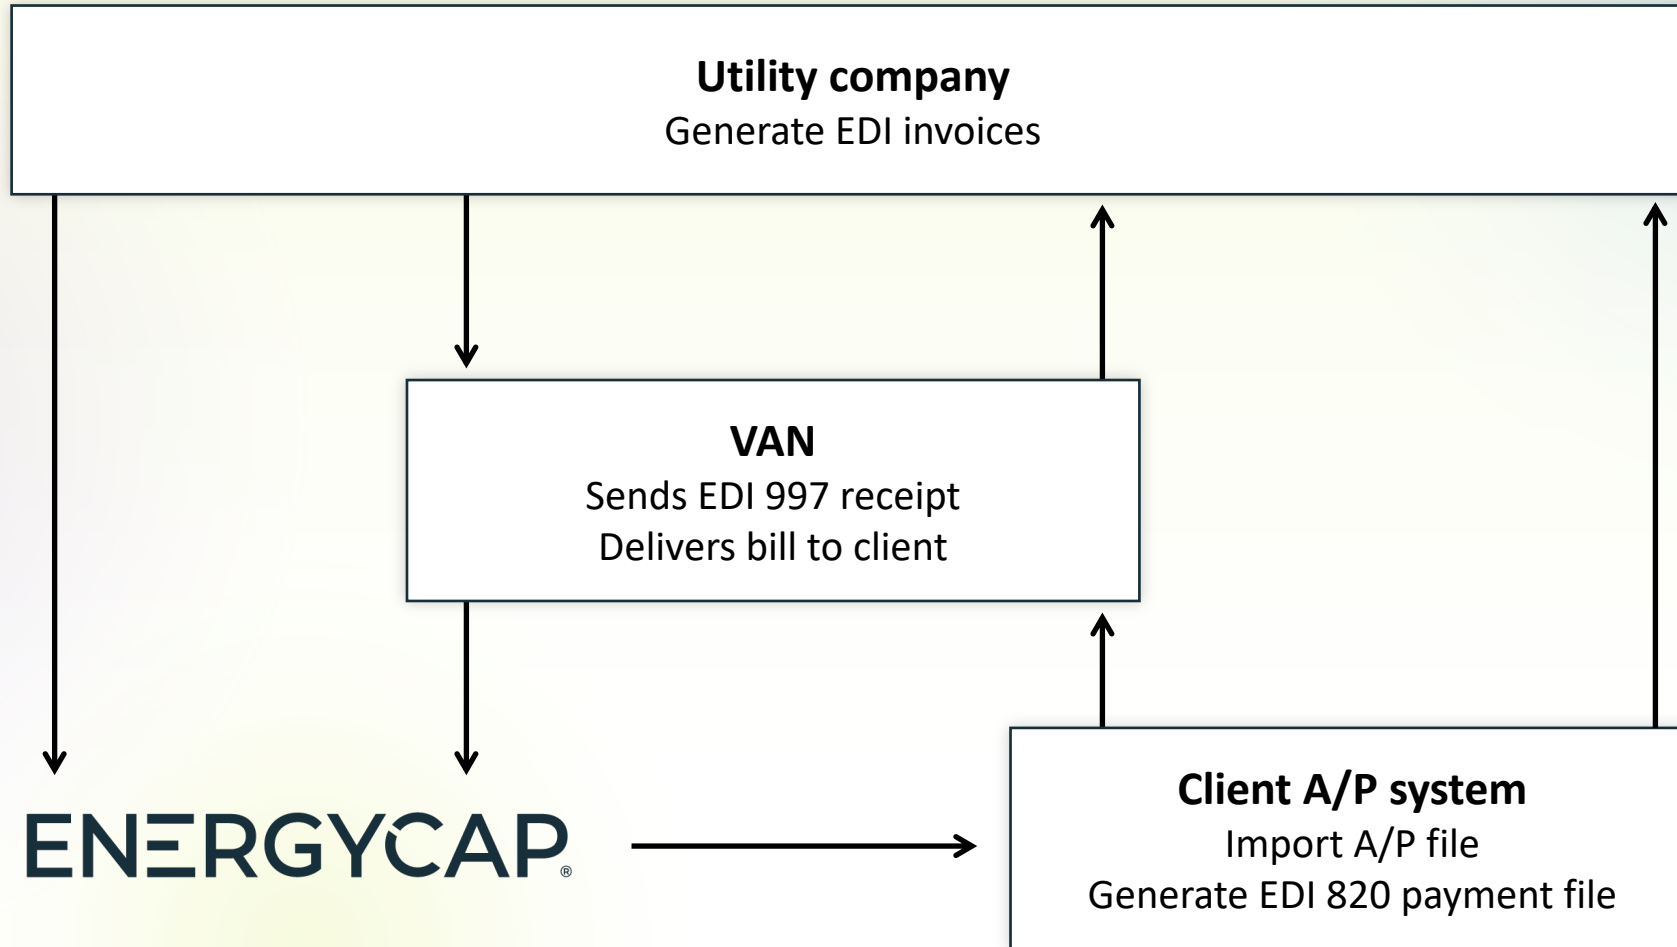 Utility company
Generate EDI invoices
VAN
Sends EDI 997 receipt
Delivers bill to client
ENERGYCAP®
Client A/P system
Import A/P file
Generate EDI 820 payment file